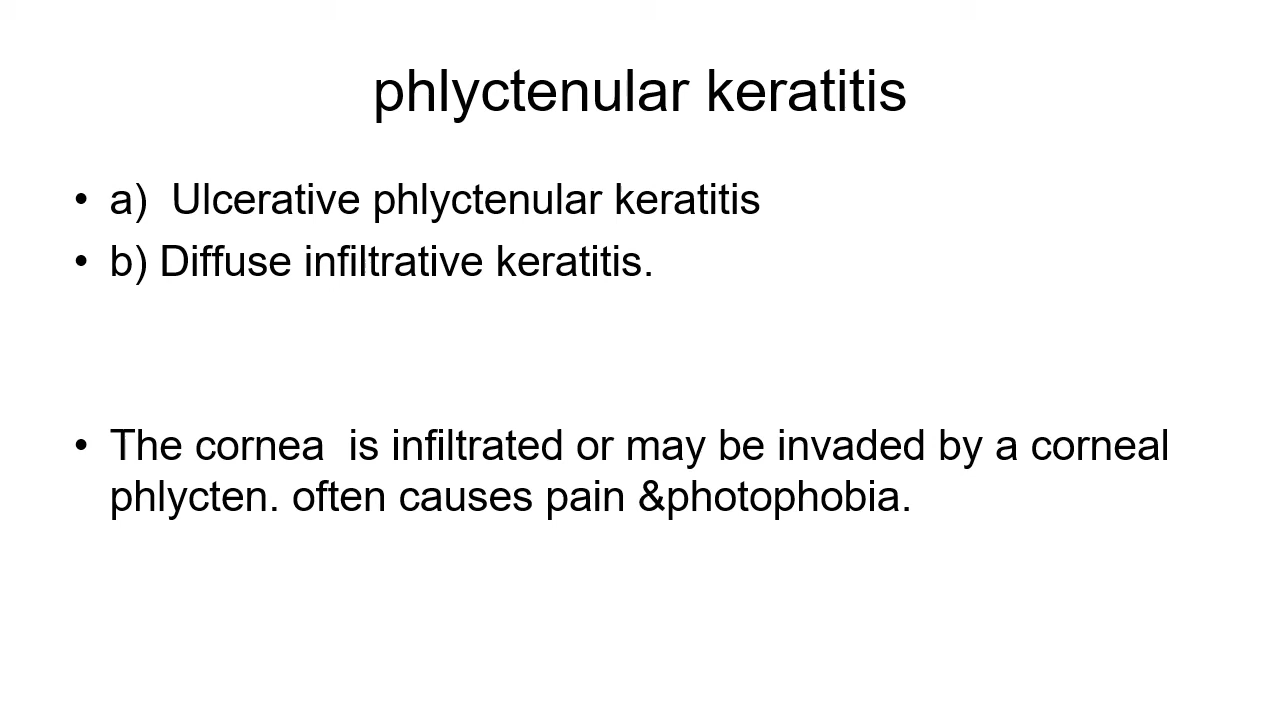 phlyctenular keratitis
• a)  Ulcerative phlyctenular keratitis
• b) Diffuse infiltrative keratitis.
• The cornea  is infiltrated or may be invaded by a corneal
phlycten. often causes pain &photophobia.